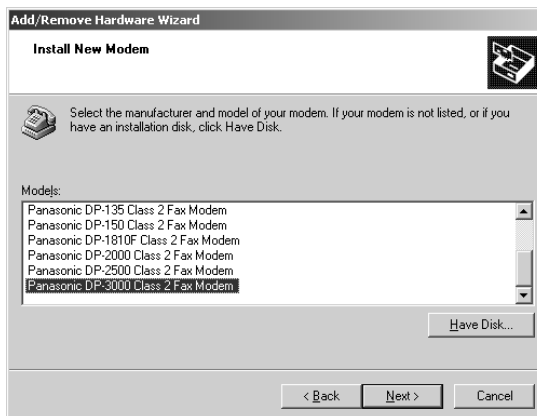 Add/Remove Hardware Wizard
Install New Modem
Select the manufacturer and model of your modem. If your modem is not listed, or if you
have an installation disk, click Have Disk.
Models:
Panasonic DP-135 Class 2 Fax Modem
Panasonic DP-150 Class 2 Fax Modem
Panasonic DP-1810F Class 2 Fax Modem
Panasonic DP-2000 Class 2 Fax Modem
Panasonic DP-2500 Class 2 Fax Modem
Panasonic DP-3000 Class 2 Fax Modem
Have Disk...
< Back Next > Cancel